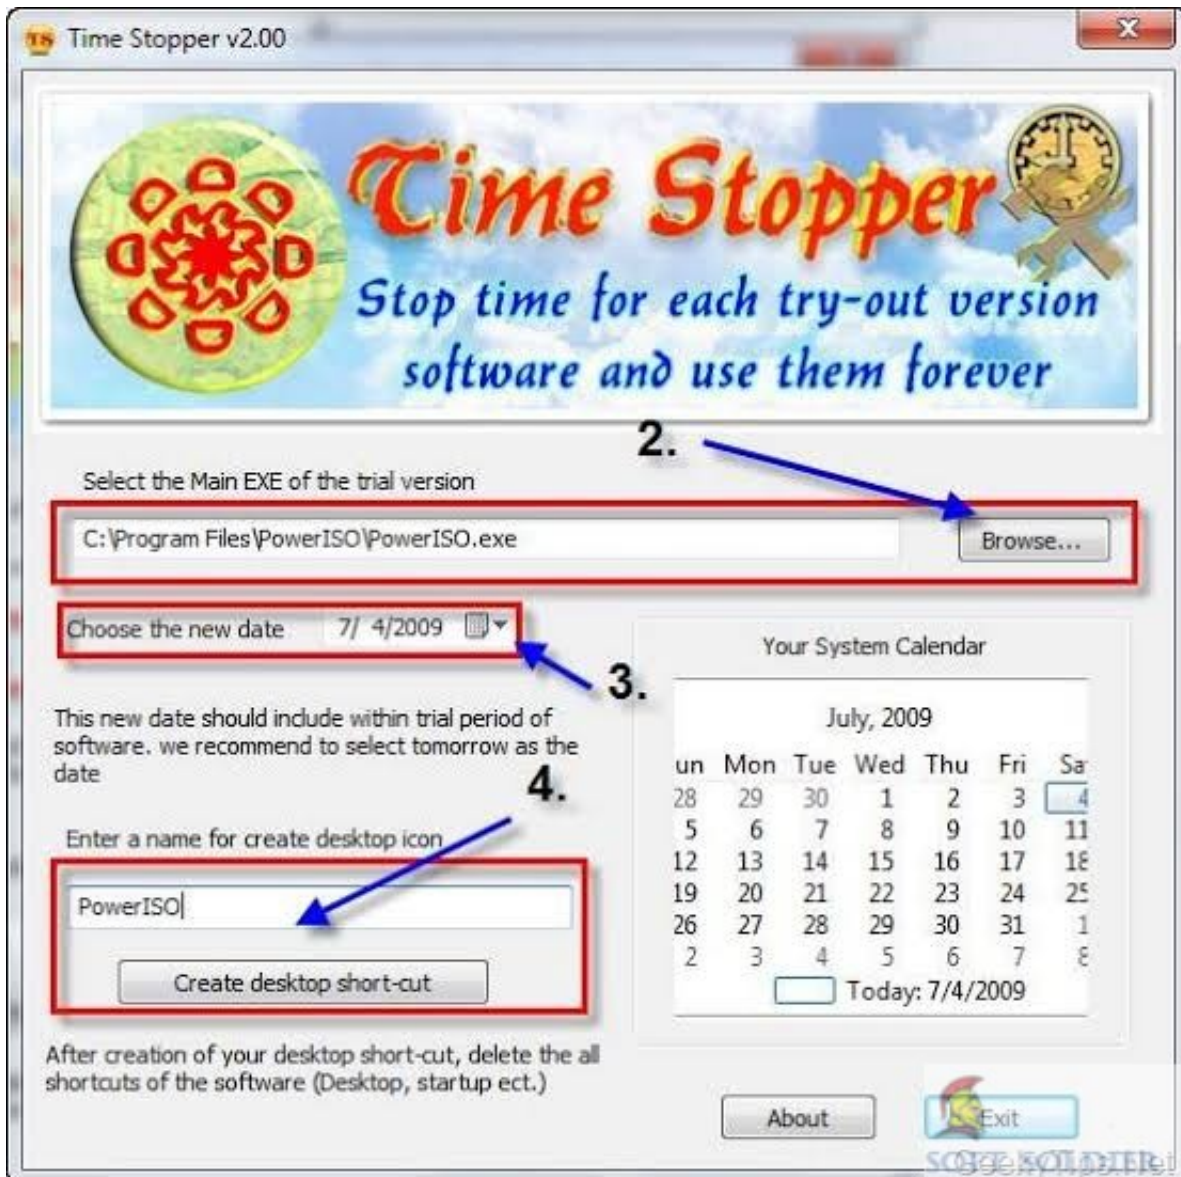 TS Time Stopper v2.00
Time Stopper
Stop time for each try-out version
software and use them forever
2.
Select the Main EXE of the trial version
C:\Program Files\PowerISO\PowerISO.exe
Browse...
Choose the new date 7/ 4/2009
3.
Your System Calendar
This new date should include within trial period of
software. we recommend to select tomorrow as the
date
July, 2009
un Mon Tue Wed Thu Fri Sa
28 29 30 1 2 3 4
5 6 7 8 9 10 11
12 13 14 15 16 17 18
19 20 21 22 23 24 25
26 27 28 29 30 31 1
2 3 4 5 6 7 8
Today: 7/4/2009
4.
Enter a name for create desktop icon
PowerISO
Create desktop short-cut
After creation of your desktop short-cut, delete the all
shortcuts of the software (Desktop, startup ect.)
About
Exit